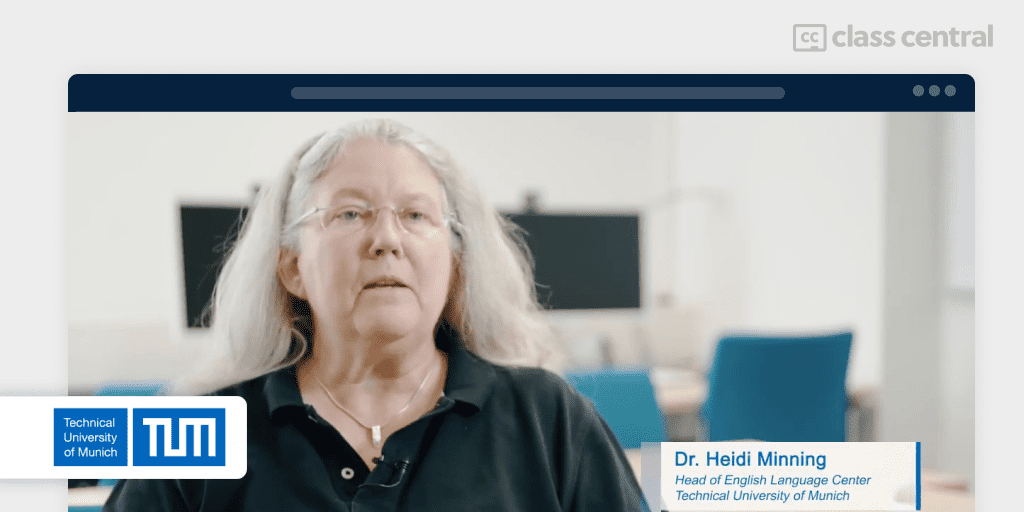 cc class central
Technical
University
of Munich
TUM
Dr. Heidi Minning
Head of English Language Center
Technical University of Munich